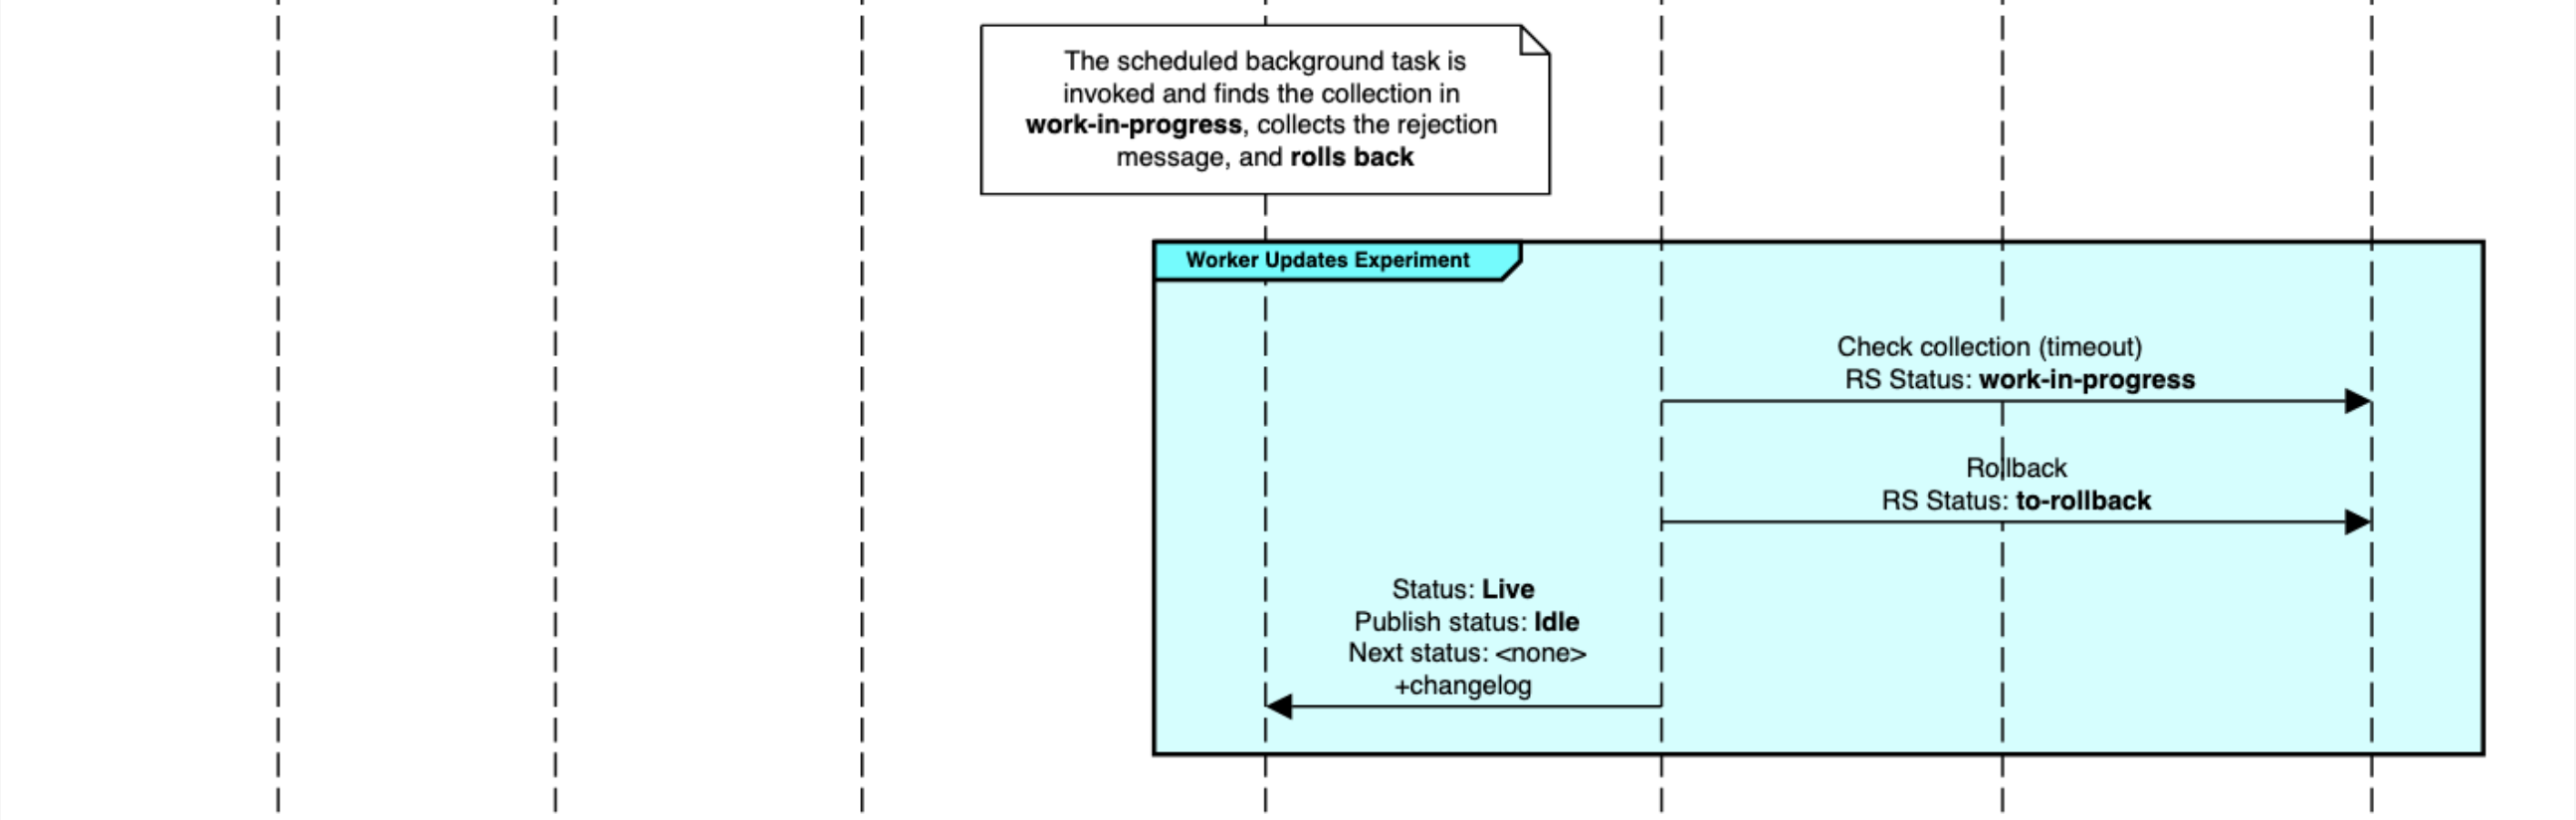 The scheduled background task is
invoked and finds the collection in
work-in-progress, collects the rejection
message, and rolls back
Worker Updates Experiment
Check collection (timeout)
RS Status: work-in-progress
Rollback
RS Status: to-rollback
Status: Live
Publish status: Idle
Next status: <none>
+changelog